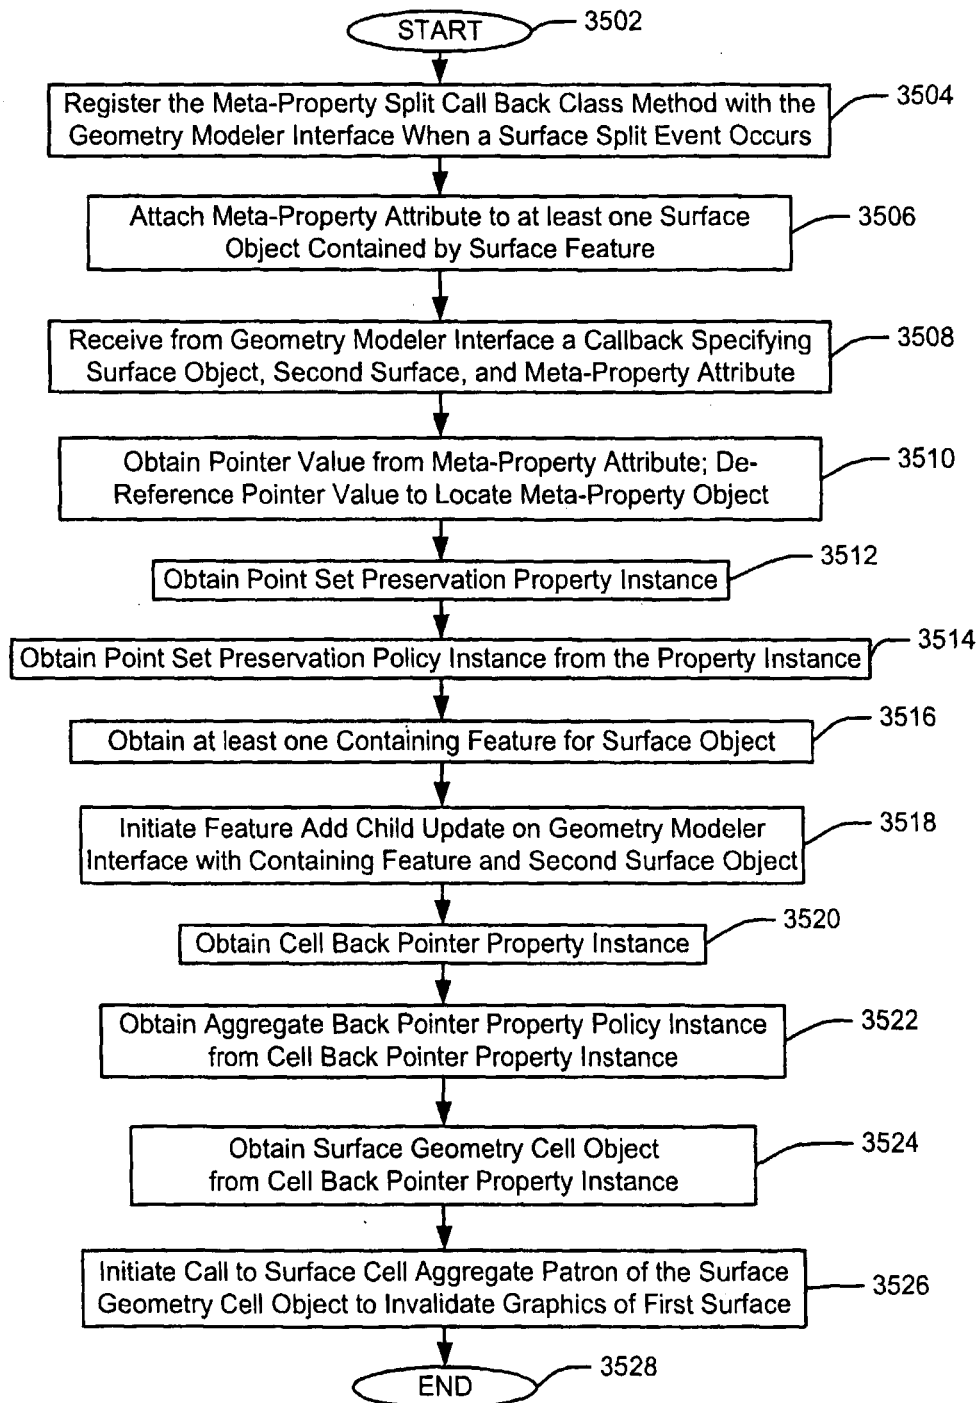 START
3502
Register the Meta-Property Split Call Back Class Method with the
Geometry Modeler Interface When a Surface Split Event Occurs
3504
Attach Meta-Property Attribute to at least one Surface
Object Contained by Surface Feature
3506
Receive from Geometry Modeler Interface a Callback Specifying
Surface Object, Second Surface, and Meta-Property Attribute
3508
Obtain Pointer Value from Meta-Property Attribute; De-
Reference Pointer Value to Locate Meta-Property Object
3510
Obtain Point Set Preservation Property Instance
3512
Obtain Point Set Preservation Policy Instance from the Property Instance
3514
Obtain at least one Containing Feature for Surface Object
3516
Initiate Feature Add Child Update on Geometry Modeler
Interface with Containing Feature and Second Surface Object
3518
Obtain Cell Back Pointer Property Instance
3520
Obtain Aggregate Back Pointer Property Policy Instance
from Cell Back Pointer Property Instance
3522
Obtain Surface Geometry Cell Object
from Cell Back Pointer Property Instance
3524
Initiate Call to Surface Cell Aggregate Patron of the Surface
Geometry Cell Object to Invalidate Graphics of First Surface
3526
END
3528